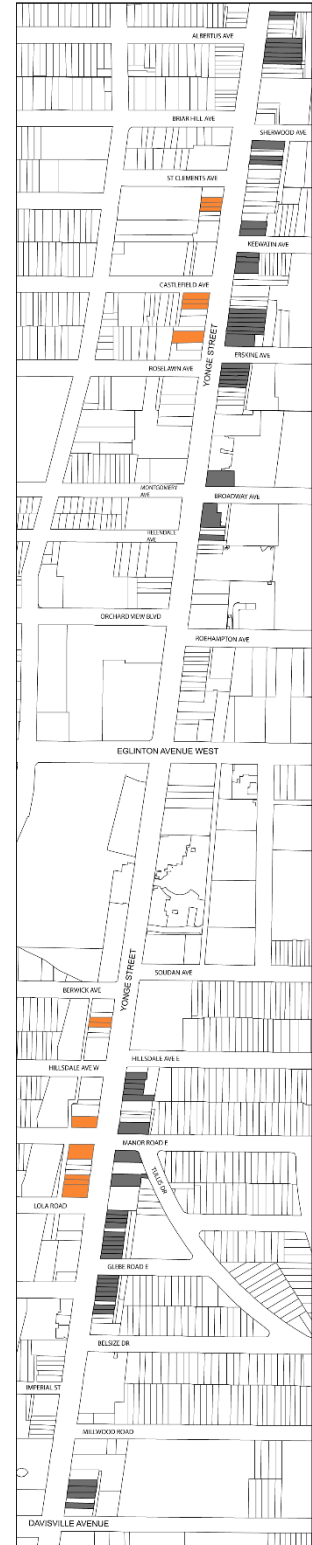 ALBERTUS AVE
BRIAR HILL AVE
SHERWOOD AVE
ST CLEMENTS AVE
KEEWATIN AVE
CASTLEFIELD AVE
YONGE STREET
ERSKINE AVE
ROSELAWN AVE
MONTGOMERY
AVE
BROADWAY AVE
HELENDALE
AVE
ORCHARD VIEW BLVD
ROEHAMPTON AVE
EGLINTON AVENUE WEST
YONGE STREET
SOUDAN AVE
BERWICK AVE
HILLSDALE AVE E
HILLSDALE AVE W
MANOR ROAD E
TULLIS DR
LOLA ROAD
GLEBE ROAD E
BELSIZE DR
IMPERIAL ST
MILLWOOD ROAD
DAVISVILLE AVENUE